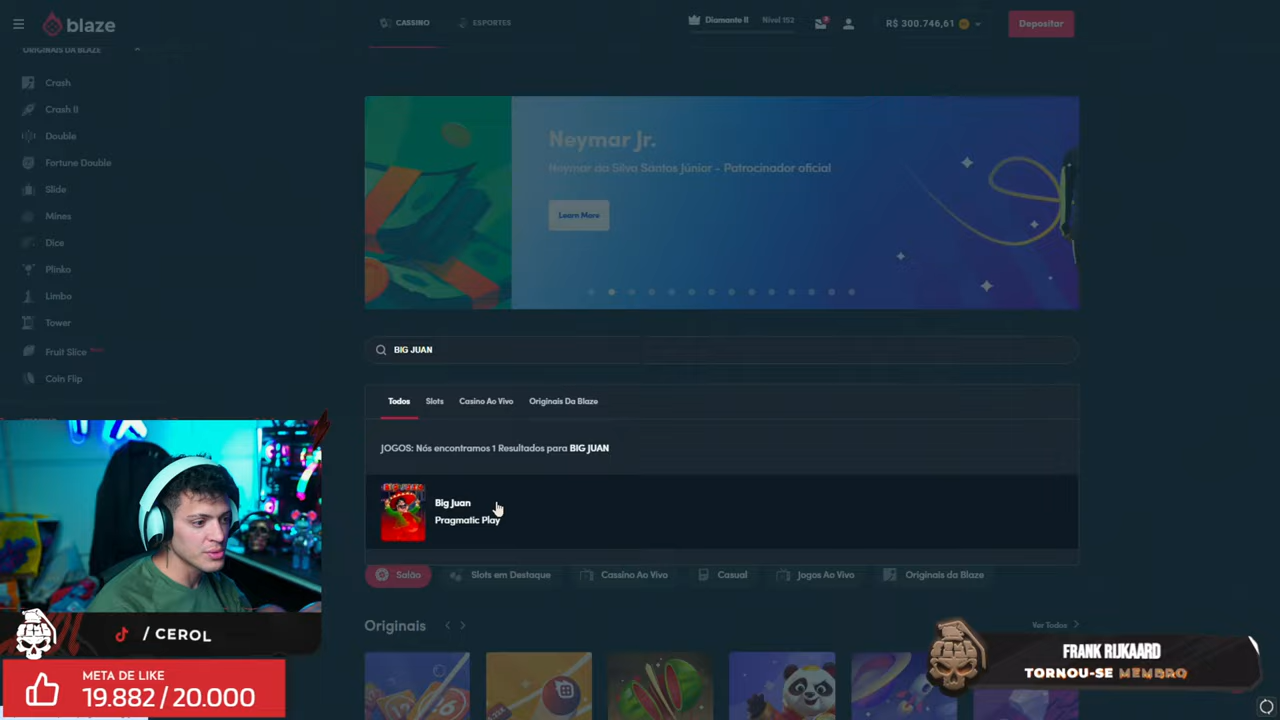 blaze
CASSINO
ESPORTES
Diamante II
Nível 152
R$ 300.746,61
Depositar
ORIGINAIS DA BLAZE
Crash
Crash II
Double
Fortune Double
Slide
Mines
Dice
Plinko
Limbo
Tower
Fruit Slice
Coin Flip
Neymar Jr.
Neymar da Silva Santos Júnior - Patrocinador oficial
Learn More
BIG JUAN
Todos
Slots
Casino Ao Vivo
Originais Da Blaze
JOGOS: Nós encontramos 1 Resultados para BIG JUAN
Big Juan
Pragmatic Play
Salão
Slots em Destaque
Cassino Ao Vivo
Casual
Jogos Ao Vivo
Originais da Blaze
Originais
Ver Todos
/ CEROL
META DE LIKE
19.882 / 20.000
FRANK RIJKAARD
TORNOU-SE MEMBRO